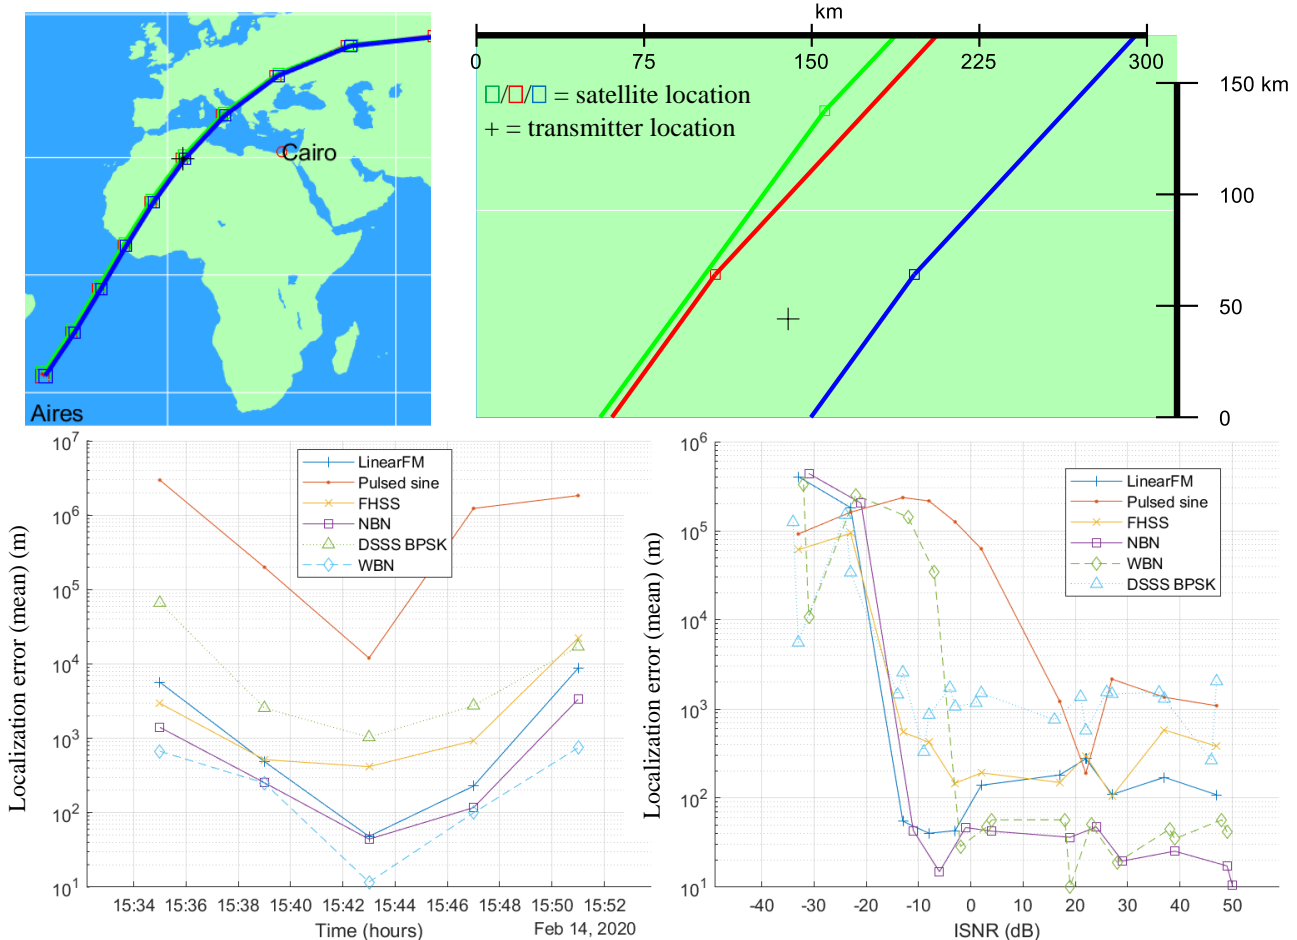 Cairo
Aires
km
0 75 150 225 300
□/□/□ = satellite location
+ = transmitter location
150 km
100
50
0
10^7
10^6
10^5
10^4
10^3
10^2
10^1
Localization error (mean) (m)
LinearFM
Pulsed sine
FHSS
NBN
DSSS BPSK
WBN
15:34 15:36 15:38 15:40 15:42 15:44 15:46 15:48 15:50 15:52
Time (hours)
Feb 14, 2020
10^6
10^5
10^4
10^3
10^2
10^1
Localization error (mean) (m)
LinearFM
Pulsed sine
FHSS
NBN
WBN
DSSS BPSK
-40 -30 -20 -10 0 10 20 30 40 50
ISNR (dB)